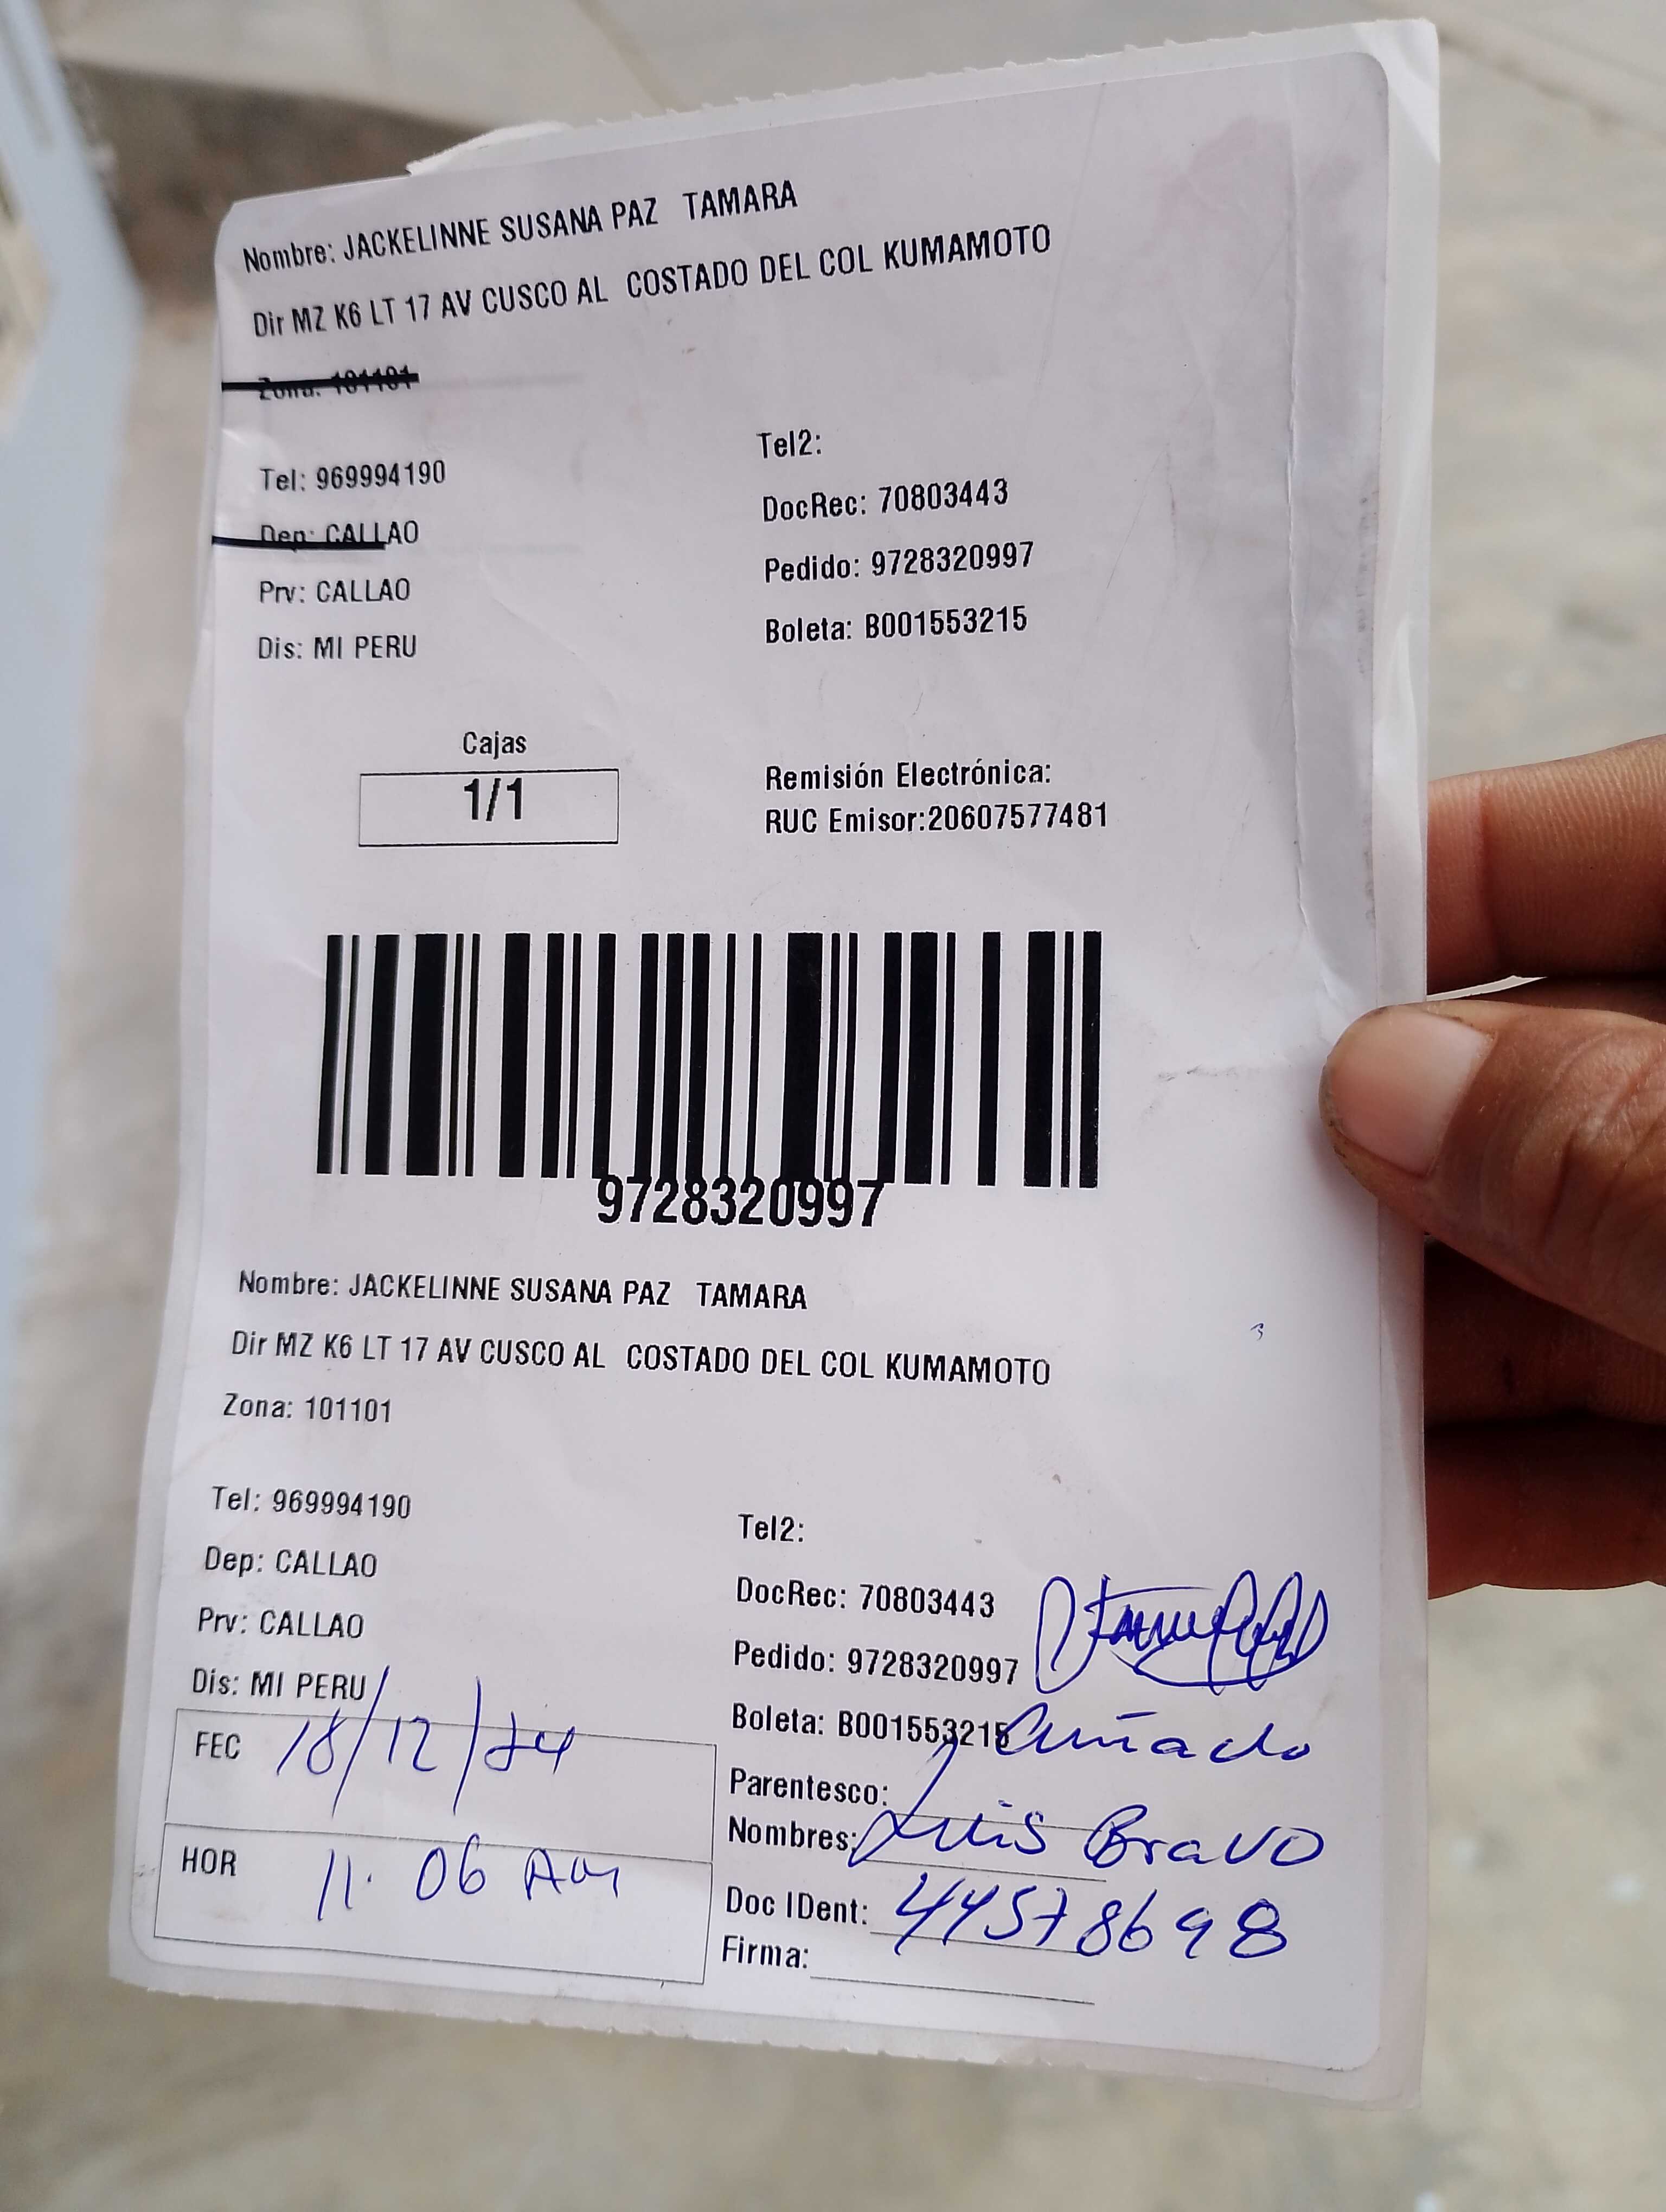 Nombre: JACKELINNE SUSANA PAZ TAMARA
Dir MZ K6 LT 17 AV CUSCO AL COSTADO DEL COL KUMAMOTO
Zona: 101101
Tel2:
Tel: 969994190
DocRec: 70803443
Dep: CALLAO
Pedido: 9728320997
Prv: CALLAO
Boleta: B001553215
Dis: MI PERU
Cajas
1/1
Remisión Electrónica:
RUC Emisor:20607577481
9728320997
Nombre: JACKELINNE SUSANA PAZ TAMARA
Dir MZ K6 LT 17 AV CUSCO AL COSTADO DEL COL KUMAMOTO
Zona: 101101
Tel: 969994190
Tel2:
Dep: CALLAO
DocRec: 70803443
Prv: CALLAO
Pedido: 9728320997
Dis: MI PERU
Boleta: B001553215
FEC 18/12/24
Parentesco: Cuñado
Nombres: Luis Bravo
HOR 11.06 AM
Doc IDent: 44578698
Firma: